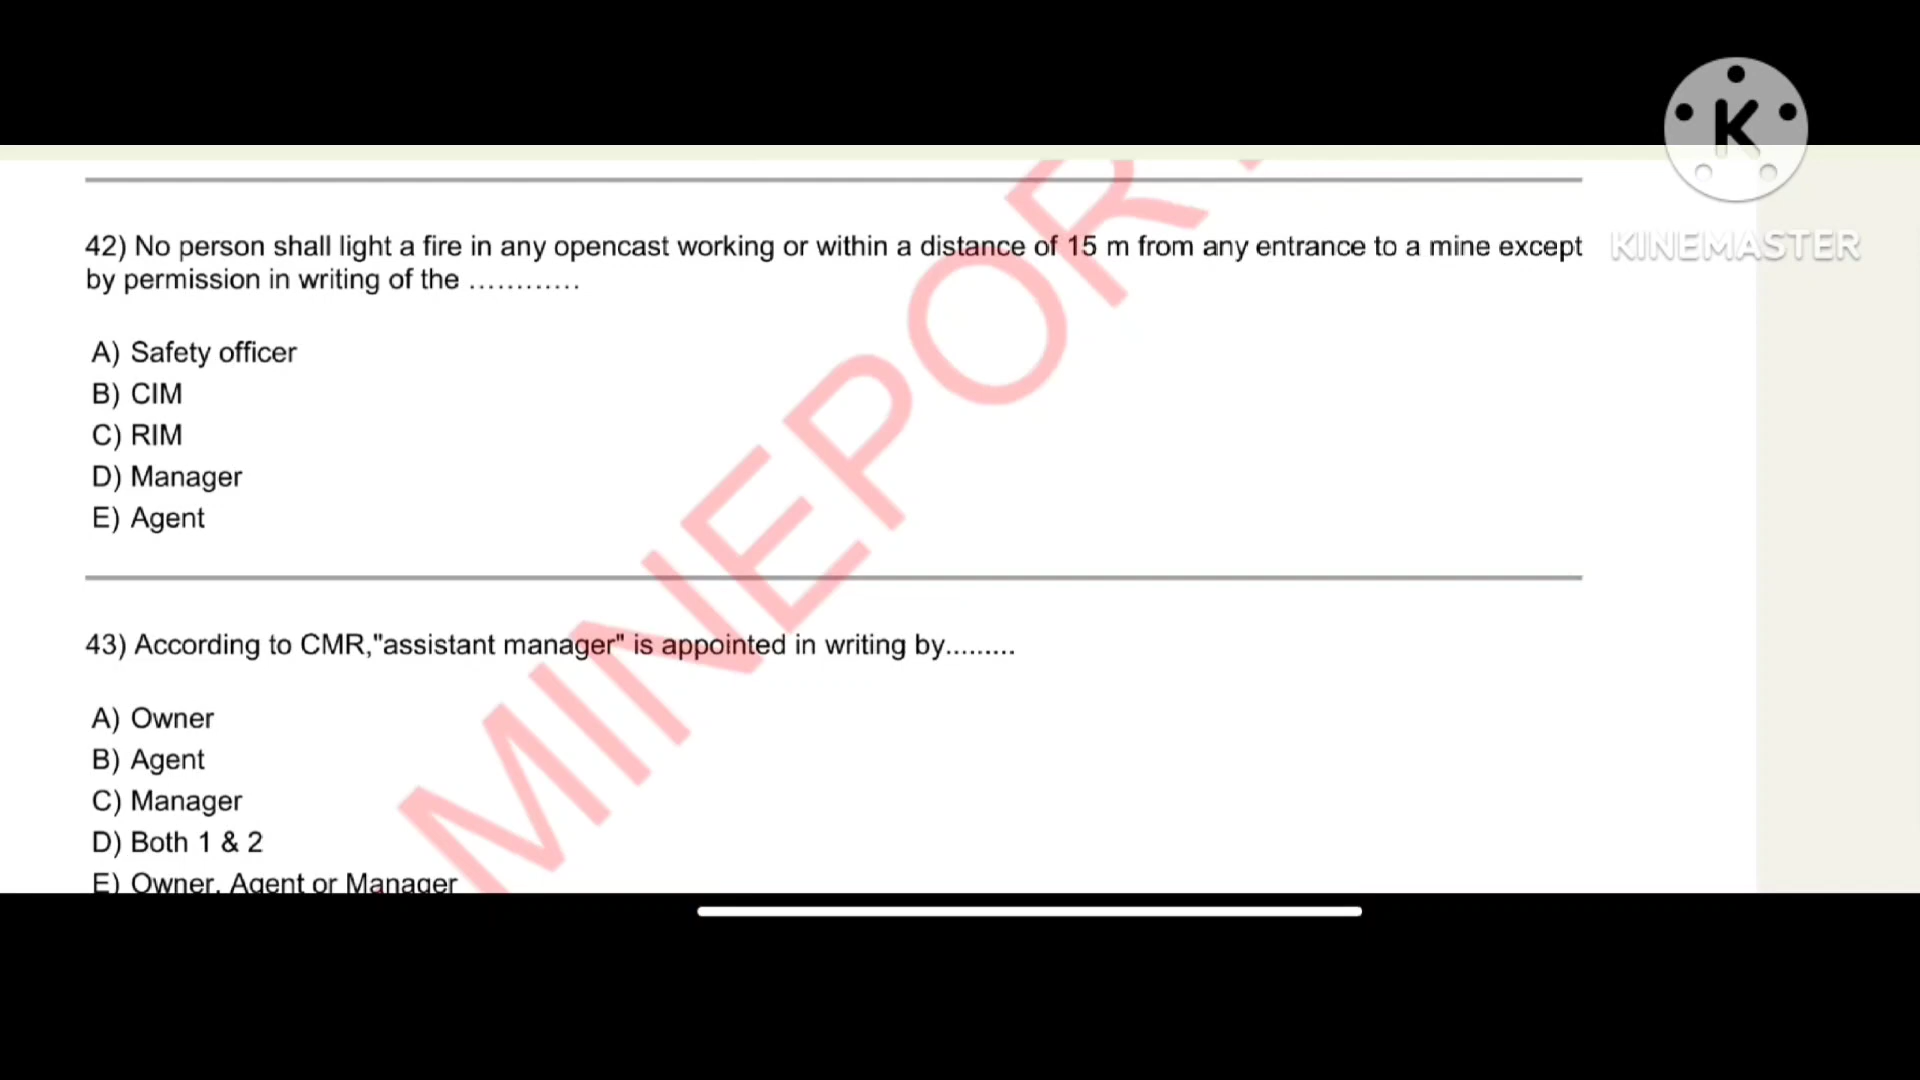 K
KINEMASTER
42) No person shall light a fire in any opencast working or within a distance of 15 m from any entrance to a mine except
by permission in writing of the ............
A) Safety officer
B) CIM
C) RIM
D) Manager
E) Agent
43) According to CMR,"assistant manager" is appointed in writing by.........
A) Owner
B) Agent
C) Manager
D) Both 1 & 2
E) Owner, Agent or Manager
MINEPOR